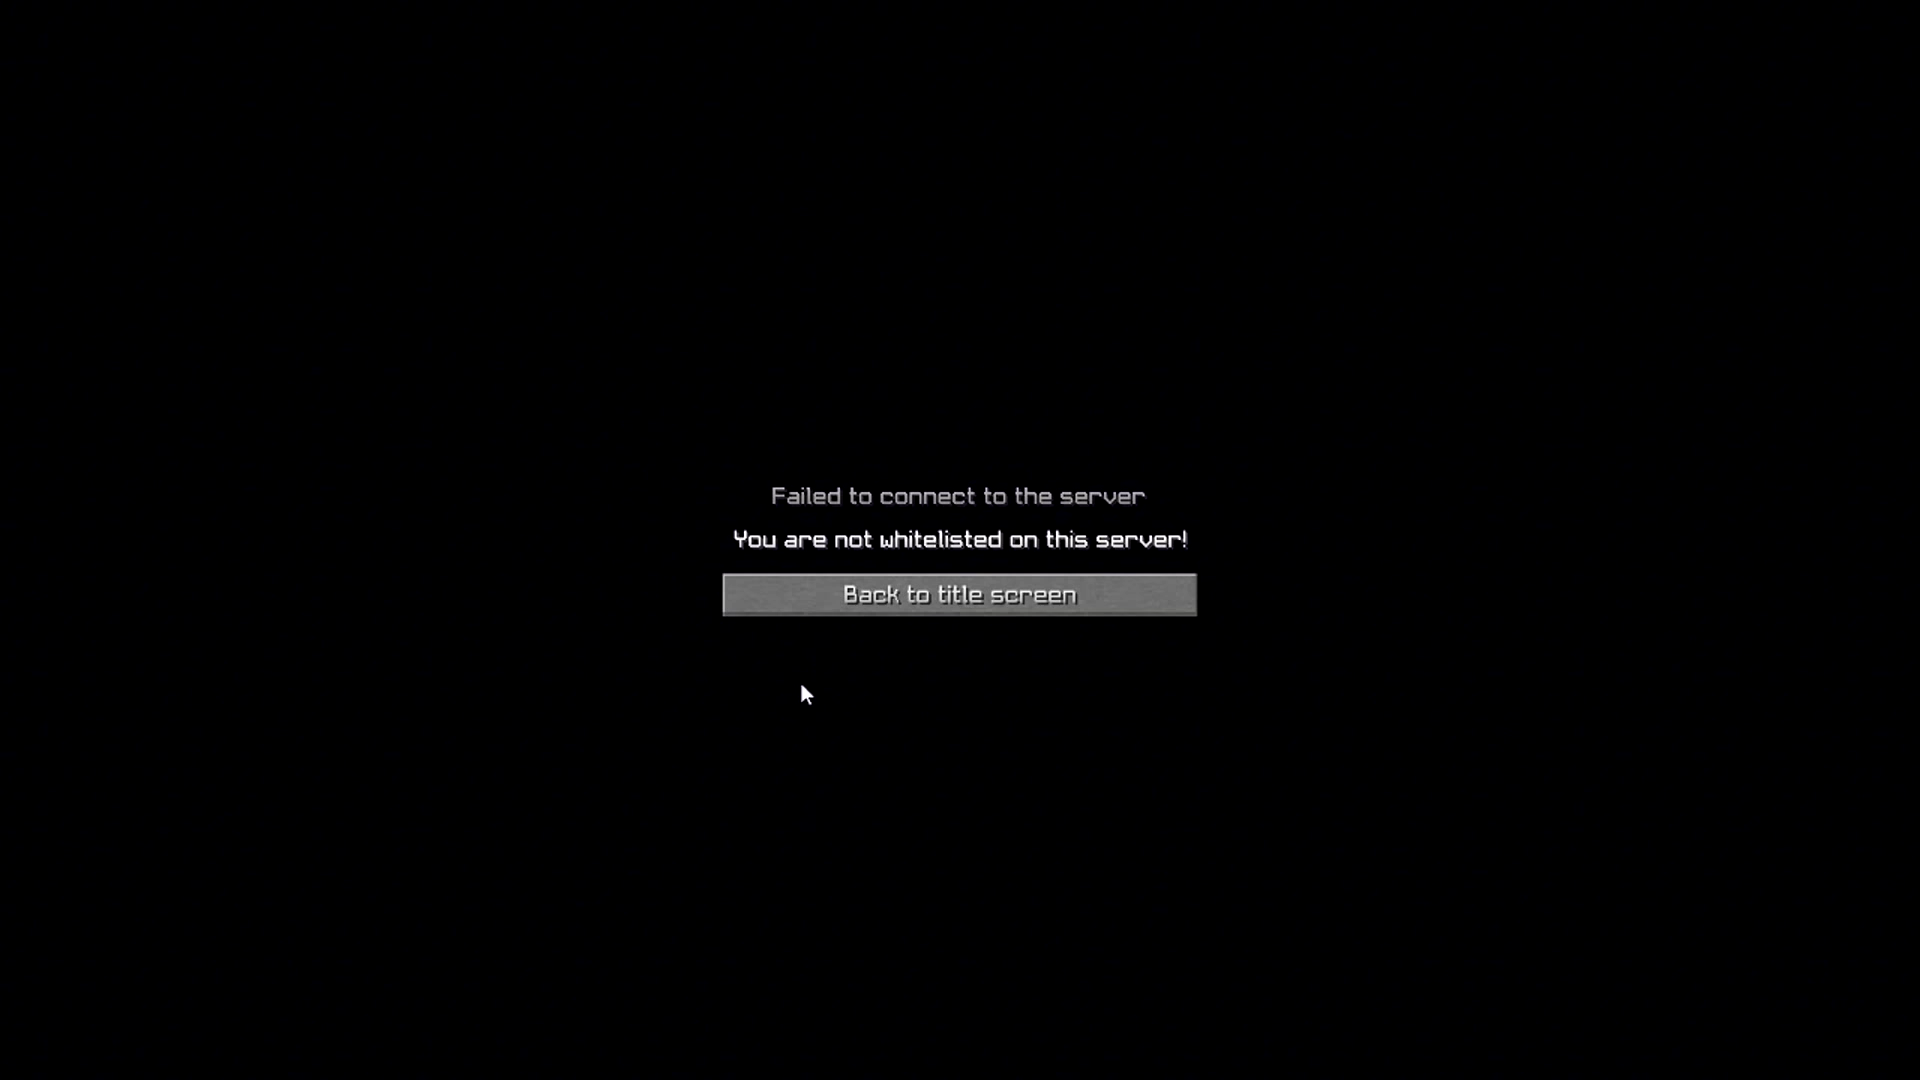 Failed to connect to the server
You are not whitelisted on this server!
Back to title screen